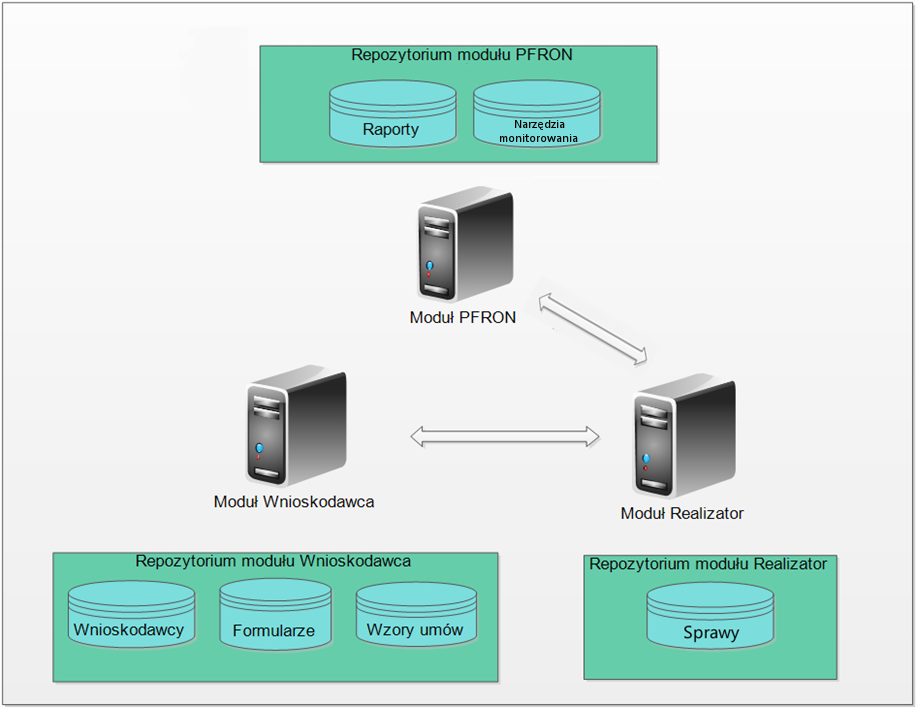 Repozytorium modułu PFRON
Raporty
Narzędzia
monitorowania
Moduł PFRON
Moduł Wnioskodawca
Moduł Realizator
Repozytorium modułu Wnioskodawca
Wnioskodawcy
Formularze
Wzory umów
Repozytorium modułu Realizator
Sprawy